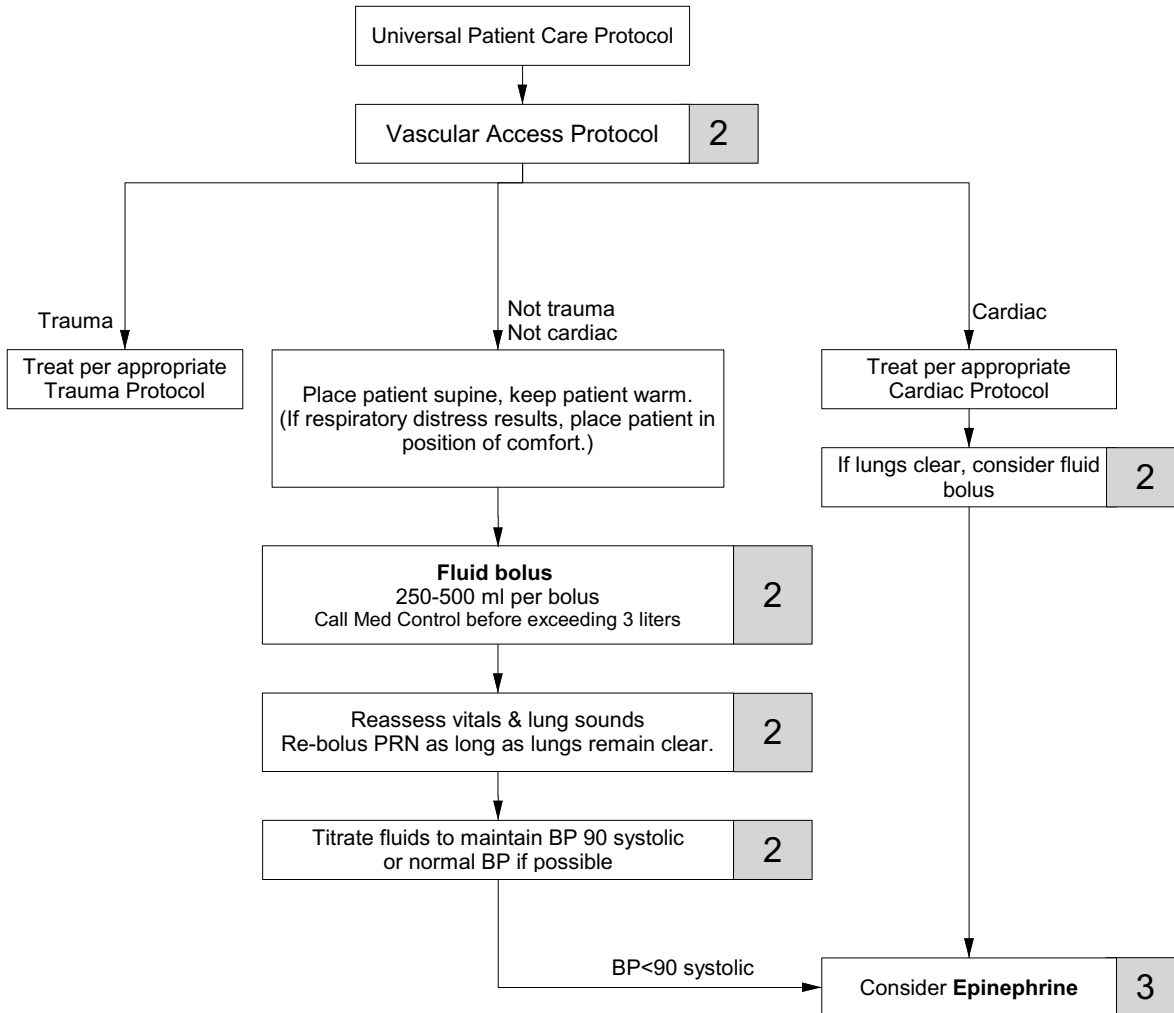 Universal Patient Care Protocol
Vascular Access Protocol
2
Trauma
Not trauma
Not cardiac
Cardiac
Treat per appropriate
Trauma Protocol
Place patient supine, keep patient warm.
(If respiratory distress results, place patient in
position of comfort.)
Treat per appropriate
Cardiac Protocol
If lungs clear, consider fluid
bolus
2
Fluid bolus
250-500 ml per bolus
Call Med Control before exceeding 3 liters
2
Reassess vitals & lung sounds
Re-bolus PRN as long as lungs remain clear.
2
Titrate fluids to maintain BP 90 systolic
or normal BP if possible
2
BP<90 systolic
Consider Epinephrine
3